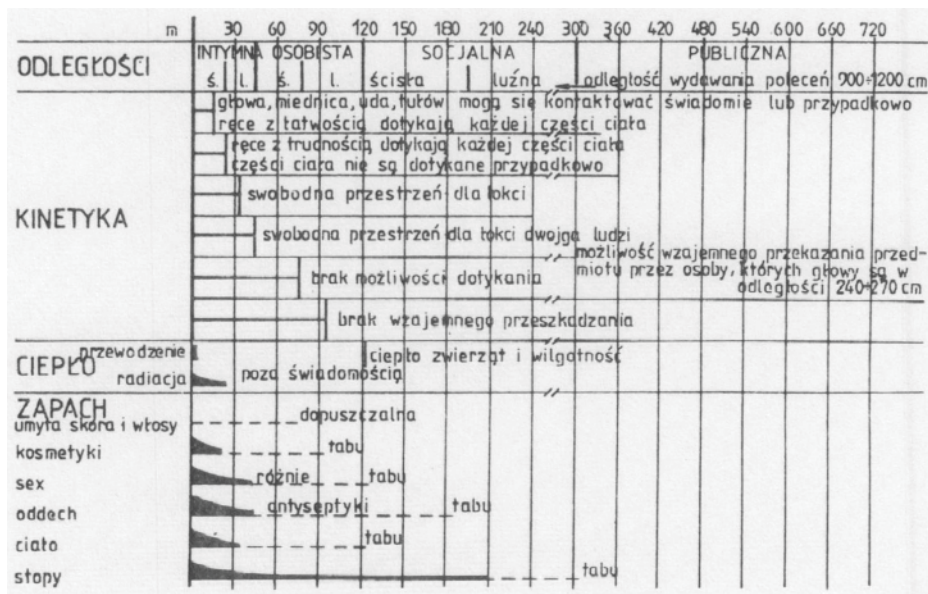 m 30 60 90 120 150 180 210 240 300 360 420 480 540 600 660 720
ODLEGŁOŚCI
INTYMNA OSOBISTA SOCJALNA PUBLICZNA
ś. l. ś. l. ścisła luźna odległość wydawania poleceń 900÷1200 cm
KINETYKA
głowa, miednica, uda, tułów mogą się kontaktować świadomie lub przypadkowo
ręce z łatwością dotykają każdej części ciała
ręce z trudnością dotykają każdej części ciała
części ciała nie są dotykane przypadkowo
swobodna przestrzeń dla łokci
swobodna przestrzeń dla łokci dwojga ludzi
możliwość wzajemnego przekazania przed-
miotu przez osoby, których głowy są w
odległości 240÷270 cm
brak możliwości dotykania
brak wzajemnego przeszkadzania
CIEPŁO
przewodzenie ciepło zwierząt i wilgotność
radiacja poza świadomością
ZAPACH
umyta skóra i włosy dopuszczalna
kosmetyki tabu
sex różnie tabu
oddech antyseptyki tabu
ciało tabu
stopy tabu